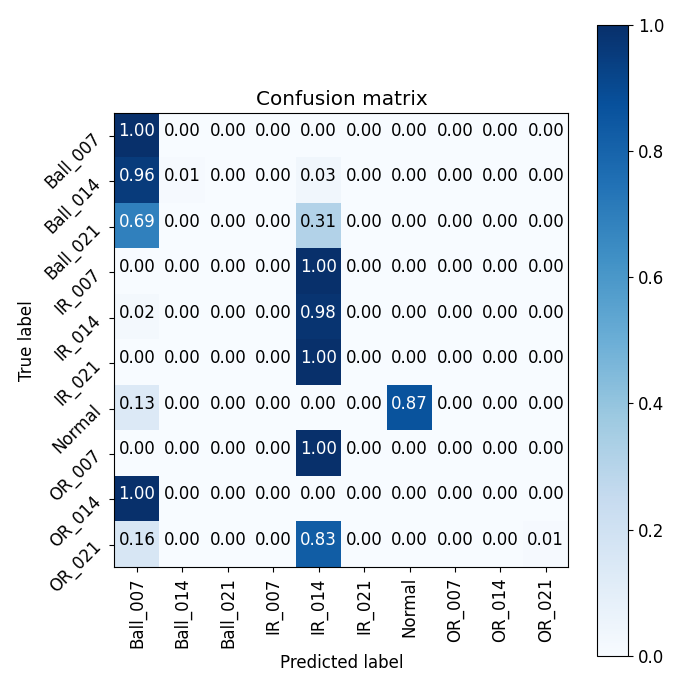 Confusion matrix
Ball_007 1.00 0.00 0.00 0.00 0.00 0.00 0.00 0.00 0.00 0.00
Ball_014 0.96 0.01 0.00 0.00 0.03 0.00 0.00 0.00 0.00 0.00
Ball_021 0.69 0.00 0.00 0.00 0.31 0.00 0.00 0.00 0.00 0.00
IR_007 0.00 0.00 0.00 0.00 1.00 0.00 0.00 0.00 0.00 0.00
IR_014 0.02 0.00 0.00 0.00 0.98 0.00 0.00 0.00 0.00 0.00
IR_021 0.00 0.00 0.00 0.00 1.00 0.00 0.00 0.00 0.00 0.00
Normal 0.13 0.00 0.00 0.00 0.00 0.00 0.87 0.00 0.00 0.00
OR_007 0.00 0.00 0.00 0.00 1.00 0.00 0.00 0.00 0.00 0.00
OR_014 1.00 0.00 0.00 0.00 0.00 0.00 0.00 0.00 0.00 0.00
OR_021 0.16 0.00 0.00 0.00 0.83 0.00 0.00 0.00 0.00 0.01
Ball_007 Ball_014 Ball_021 IR_007 IR_014 IR_021 Normal OR_007 OR_014 OR_021
Predicted label
True label
1.0
0.8
0.6
0.4
0.2
0.0